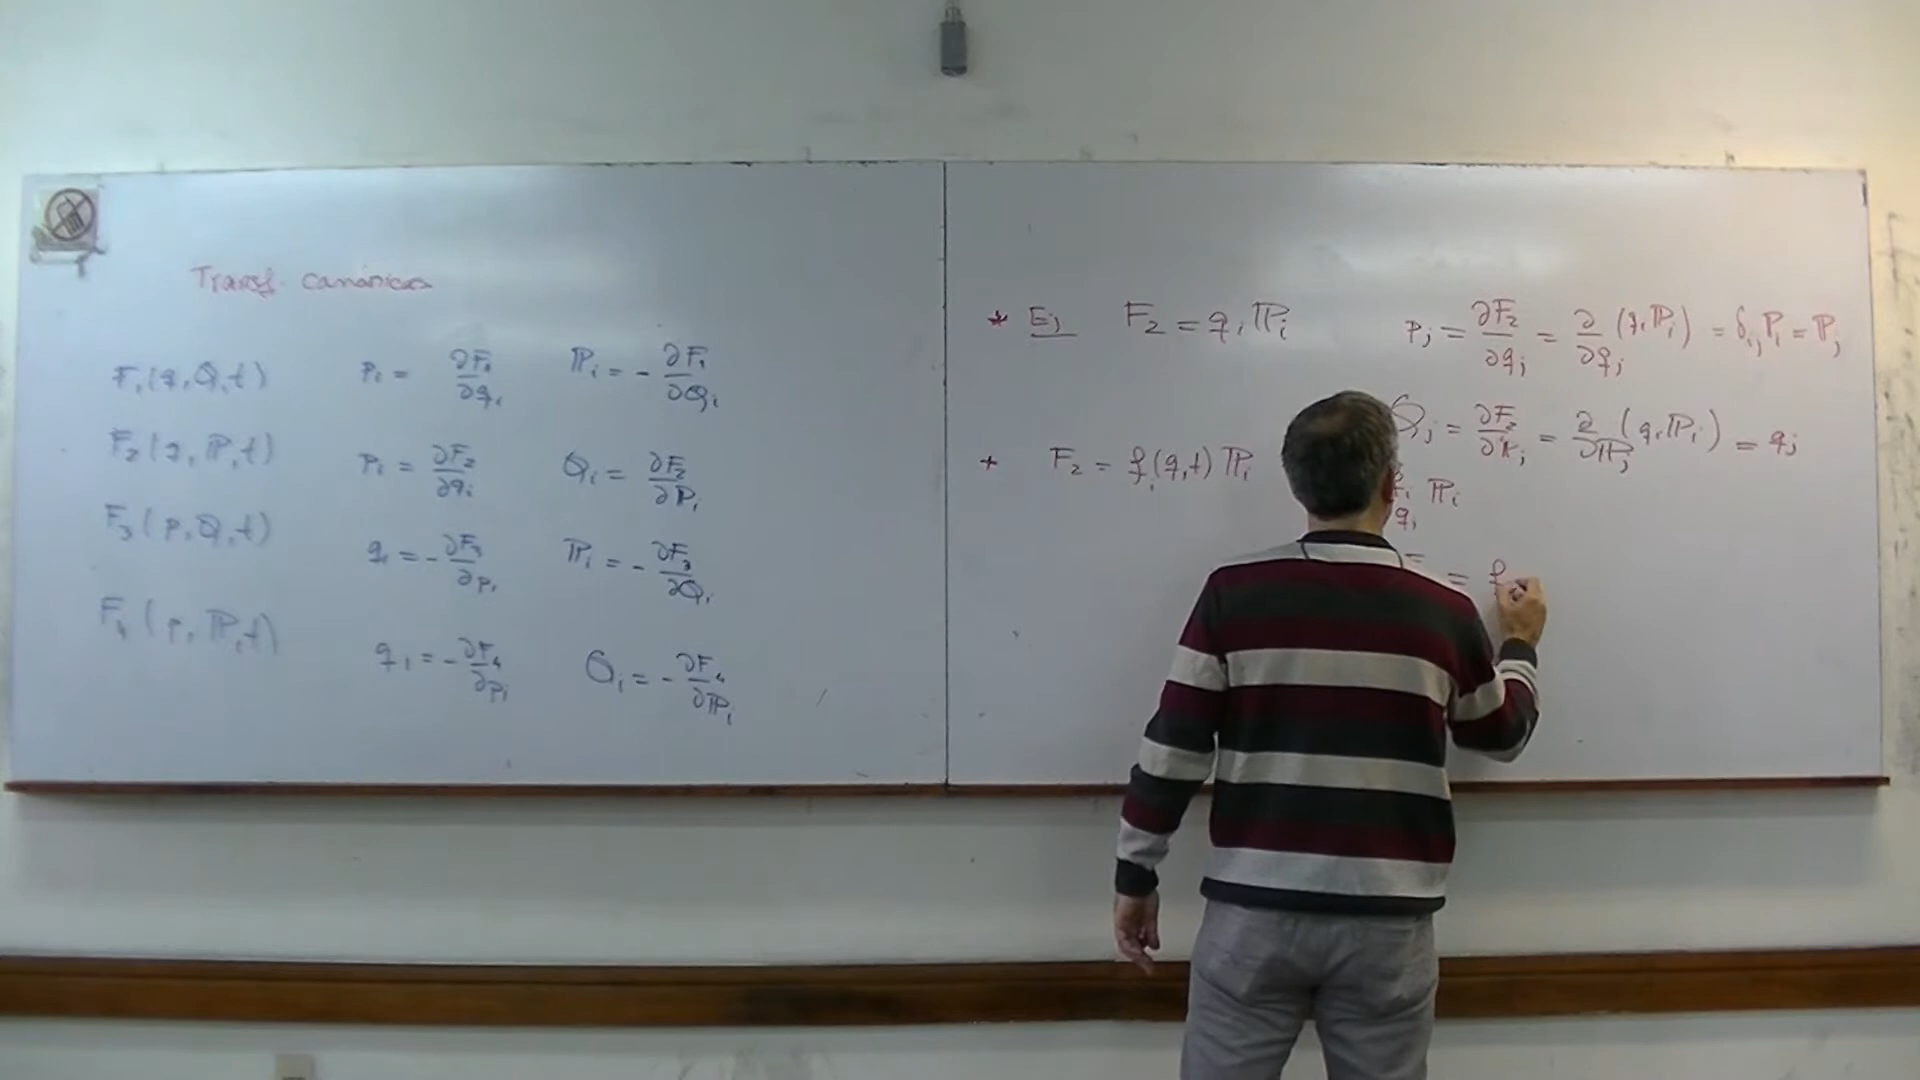 Transf. canónicas
F₁(q,Q,t) pᵢ = ∂F₁/∂qᵢ ℙᵢ = - ∂F₁/∂Qᵢ
F₂(q,ℙ,t) pᵢ = ∂F₂/∂qᵢ Qᵢ = ∂F₂/∂Pᵢ
F₃(p,Q,t) qᵢ = - ∂F₃/∂pᵢ ℙᵢ = - ∂F₃/∂Qᵢ
F₄(p,ℙ,t) qᵢ = - ∂F₄/∂pᵢ Qᵢ = - ∂F₄/∂ℙᵢ
* Ej F₂ = qᵢ ℙᵢ pⱼ = ∂F₂/∂qⱼ = ∂/∂qⱼ (qᵢ ℙᵢ) = δᵢⱼ Pᵢ = ℙⱼ
Qⱼ = ∂F₂/∂Pⱼ = ∂/∂ℙⱼ (qᵢ ℙᵢ) = qⱼ
+ F₂ = fᵢ(q,t) ℙᵢ
ℙᵢ
= f